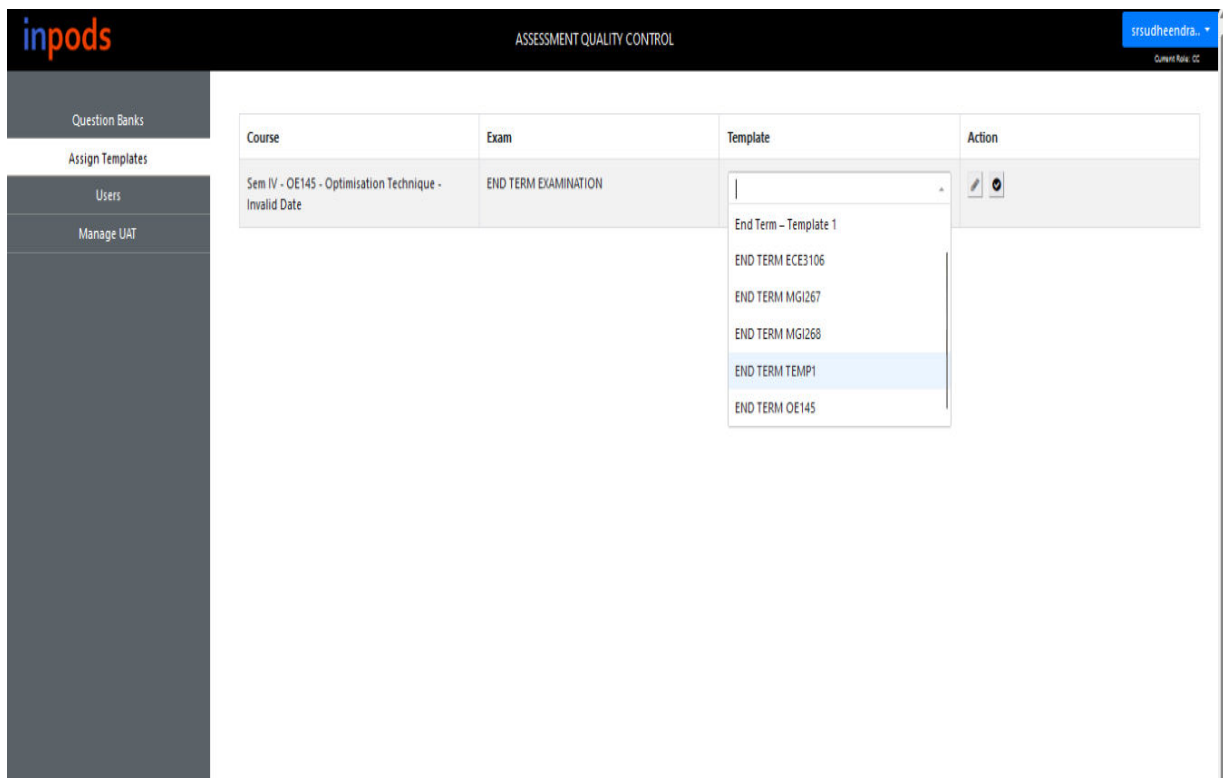 inpods
ASSESSMENT QUALITY CONTROL
srsudheendra..
Current Role: CC
Question Banks
Assign Templates
Users
Manage UAT
Course Exam Template Action
Sem IV - OE145 - Optimisation Technique -
Invalid Date
END TERM EXAMINATION
End Term – Template 1
END TERM ECE3106
END TERM MGI267
END TERM MGI268
END TERM TEMP1
END TERM OE145